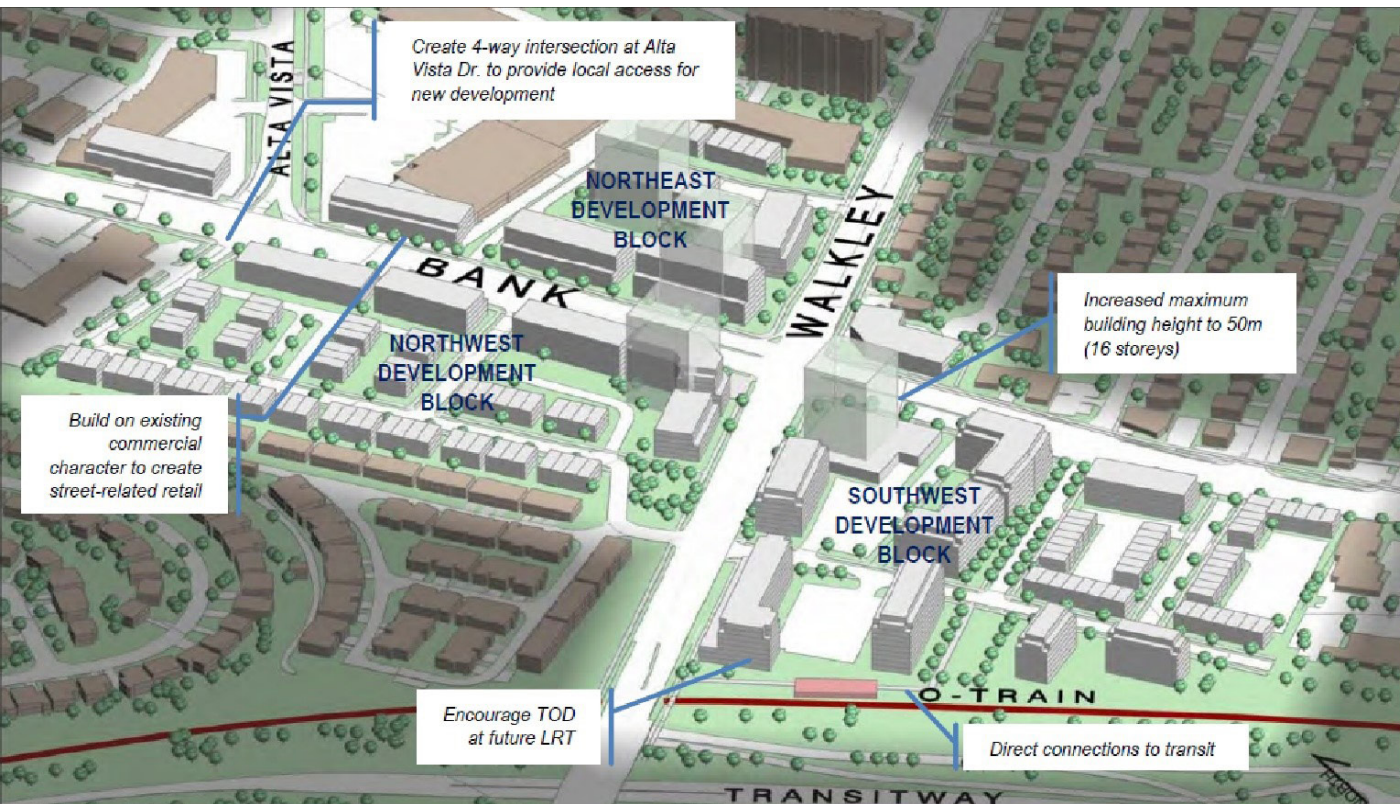 Create 4-way intersection at Alta
Vista Dr. to provide local access for
new development
ALTA VISTA
NORTHEAST
DEVELOPMENT
BLOCK
WALKLEY
BANK
Increased maximum
building height to 50m
(16 storeys)
NORTHWEST
DEVELOPMENT
BLOCK
Build on existing
commercial
character to create
street-related retail
SOUTHWEST
DEVELOPMENT
BLOCK
O-TRAIN
Encourage TOD
at future LRT
Direct connections to transit
NORTH
TRANSITWAY